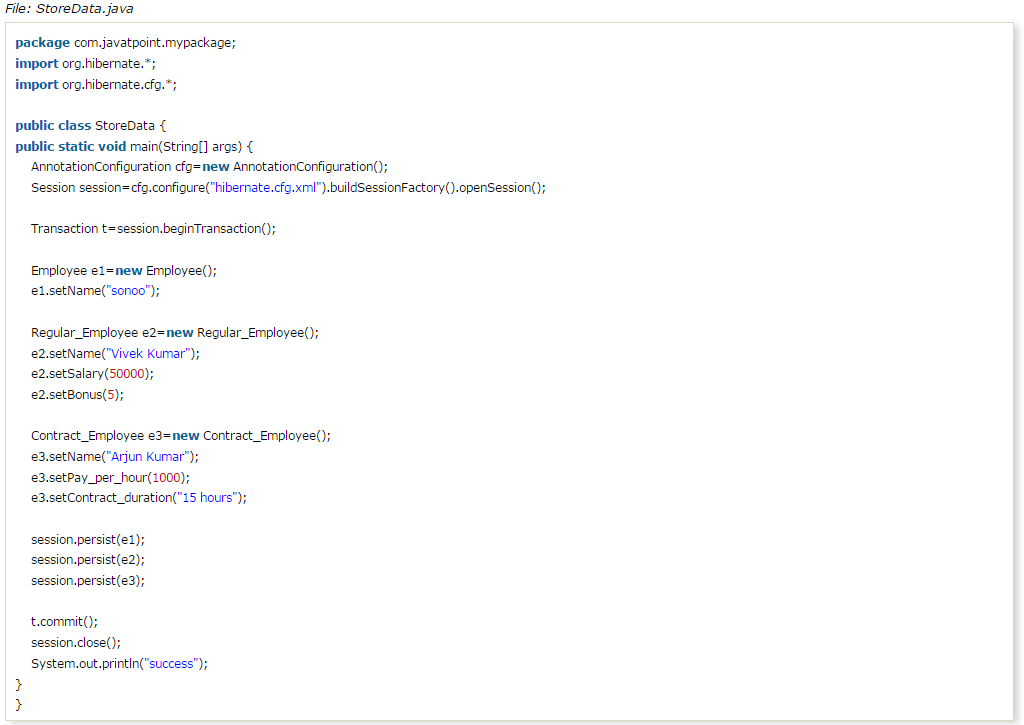 File: StoreData.java
package com.javatpoint.mypackage;
import org.hibernate.*;
import org.hibernate.cfg.*;
public class StoreData {
public static void main(String[] args) {
AnnotationConfiguration cfg=new AnnotationConfiguration();
Session session=cfg.configure("hibernate.cfg.xml").buildSessionFactory().openSession();
Transaction t=session.beginTransaction();
Employee e1=new Employee();
e1.setName("sonoo");
Regular_Employee e2=new Regular_Employee();
e2.setName("Vivek Kumar");
e2.setSalary(50000);
e2.setBonus(5);
Contract_Employee e3=new Contract_Employee();
e3.setName("Arjun Kumar");
e3.setPay_per_hour(1000);
e3.setContract_duration("15 hours");
session.persist(e1);
session.persist(e2);
session.persist(e3);
t.commit();
session.close();
System.out.println("success");
}
}